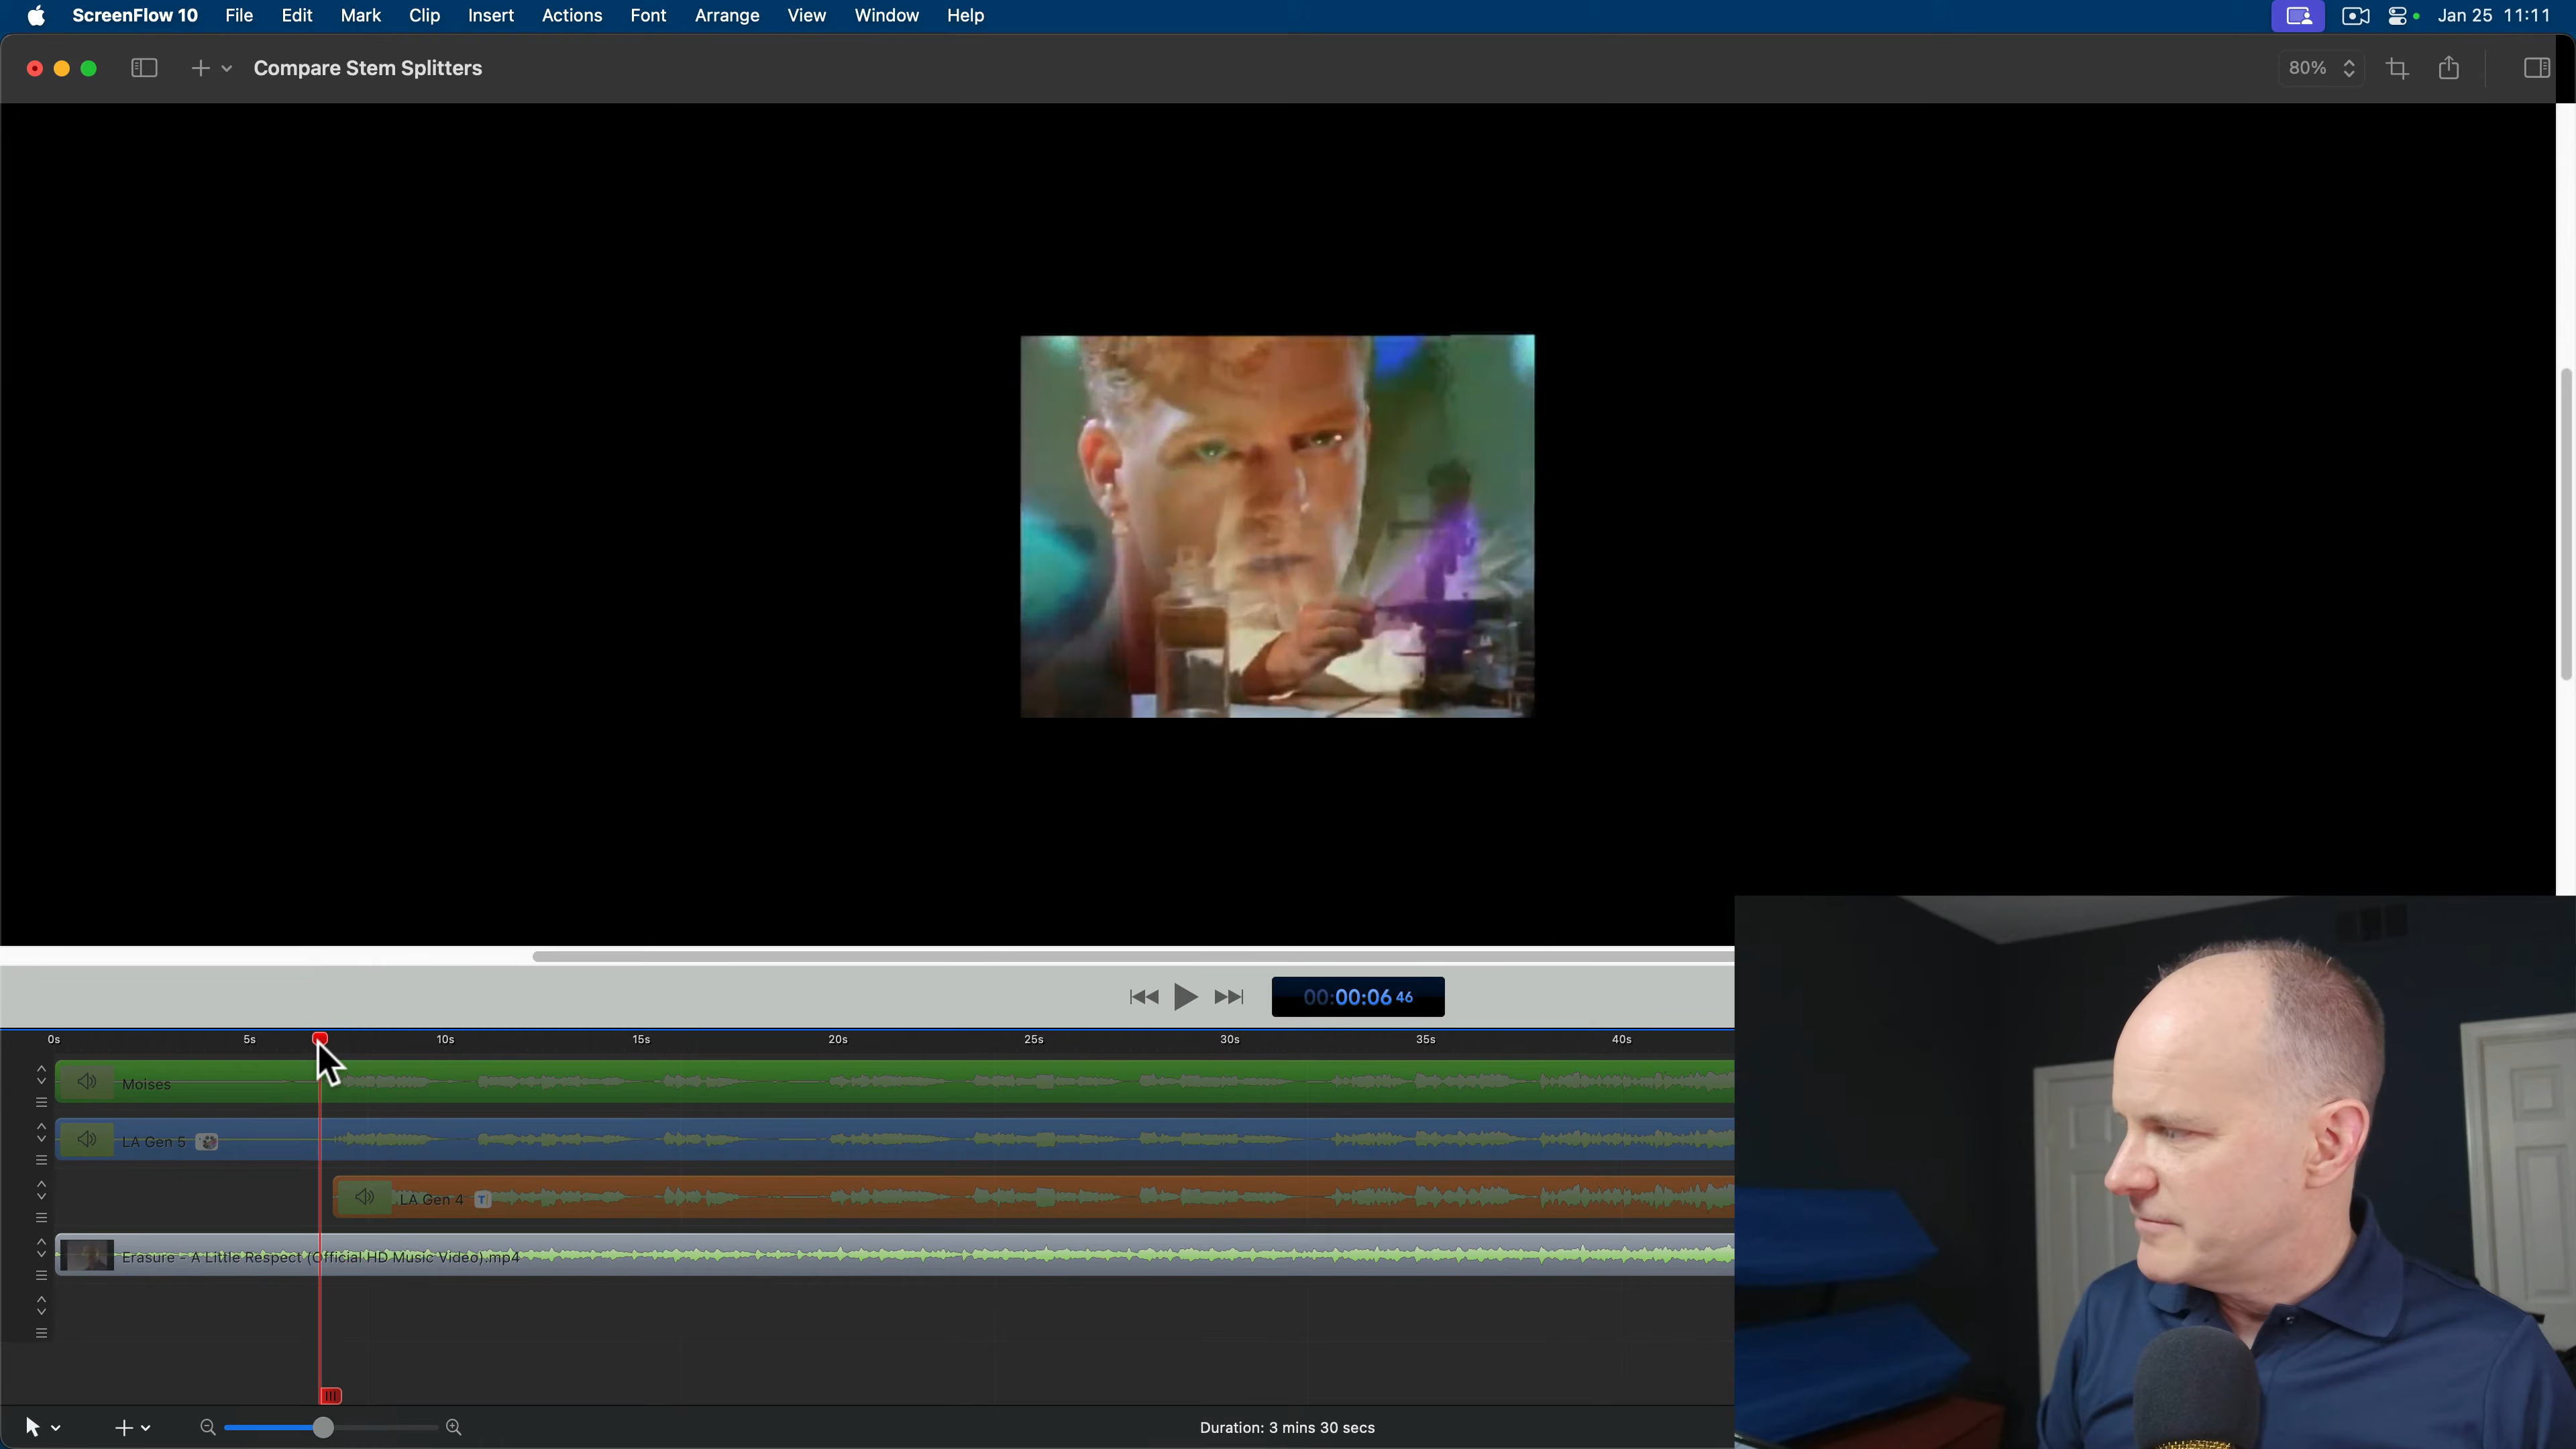 ScreenFlow 10 File Edit Mark Clip Insert Actions Font Arrange View Window Help Jan 25 11:11
Compare Stem Splitters 80%
00:00:06 46
0s 5s 10s 15s 20s 25s 30s 35s 40s
Moises
LA Gen 5
LA Gen 4 T
Erasure - A Little Respect (Official HD Music Video).mp4
Duration: 3 mins 30 secs